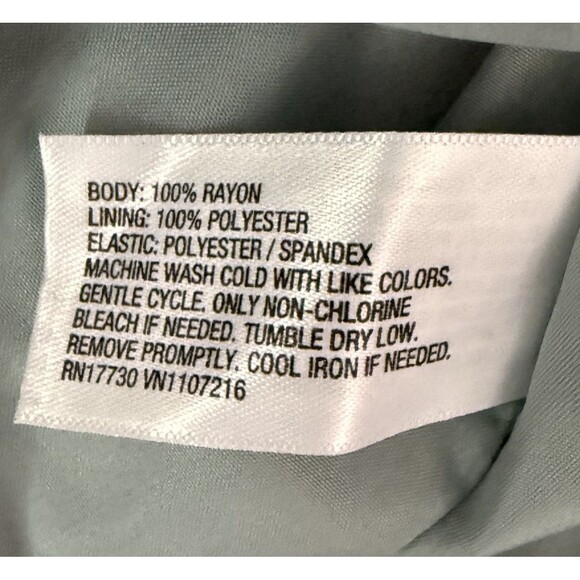 BODY: 100% RAYON
LINING: 100% POLYESTER
ELASTIC: POLYESTER / SPANDEX
MACHINE WASH COLD WITH LIKE COLORS.
GENTLE CYCLE. ONLY NON-CHLORINE
BLEACH IF NEEDED. TUMBLE DRY LOW.
REMOVE PROMPTLY. COOL IRON IF NEEDED.
RN17730 VN1107216